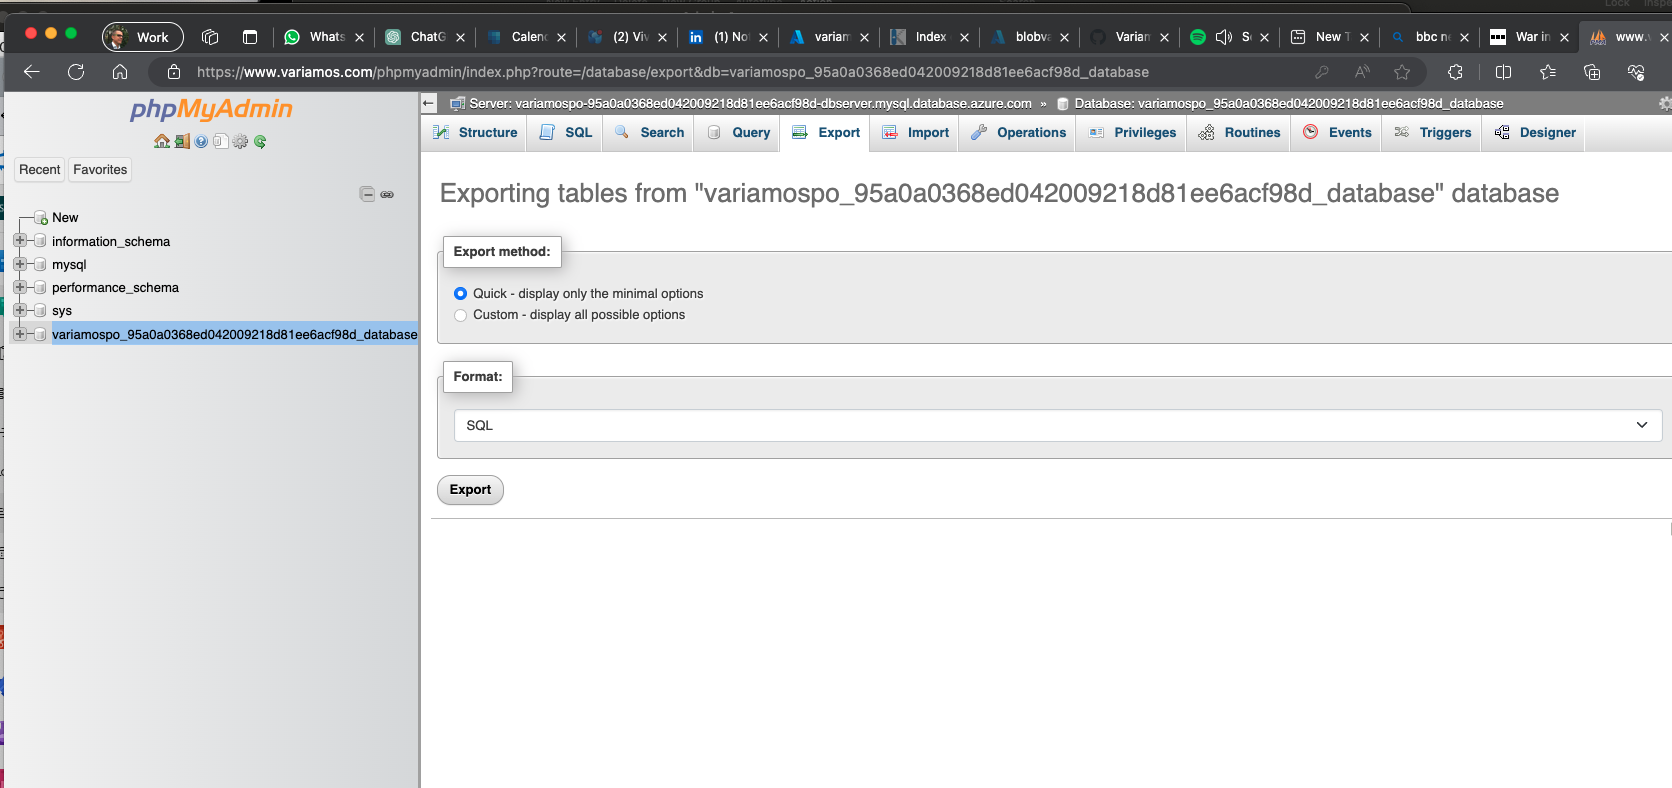 Work
Whats
ChatG
Calenc
(2) Viv
(1) No
variam
Index
blobva
Varian
S
New T
bbc n
War in
www.v
https://www.variamos.com/phpmyadmin/index.php?route=/database/export&db=variamospo_95a0a0368ed042009218d81ee6acf98d_database
phpMyAdmin
Recent
Favorites
New
information_schema
mysql
performance_schema
sys
variamospo_95a0a0368ed042009218d81ee6acf98d_database
Server: variamospo-95a0a0368ed042009218d81ee6acf98d-dbserver.mysql.database.azure.com » Database: variamospo_95a0a0368ed042009218d81ee6acf98d_database
Structure
SQL
Search
Query
Export
Import
Operations
Privileges
Routines
Events
Triggers
Designer
Exporting tables from "variamospo_95a0a0368ed042009218d81ee6acf98d_database" database
Export method:
Quick - display only the minimal options
Custom - display all possible options
Format:
SQL
Export